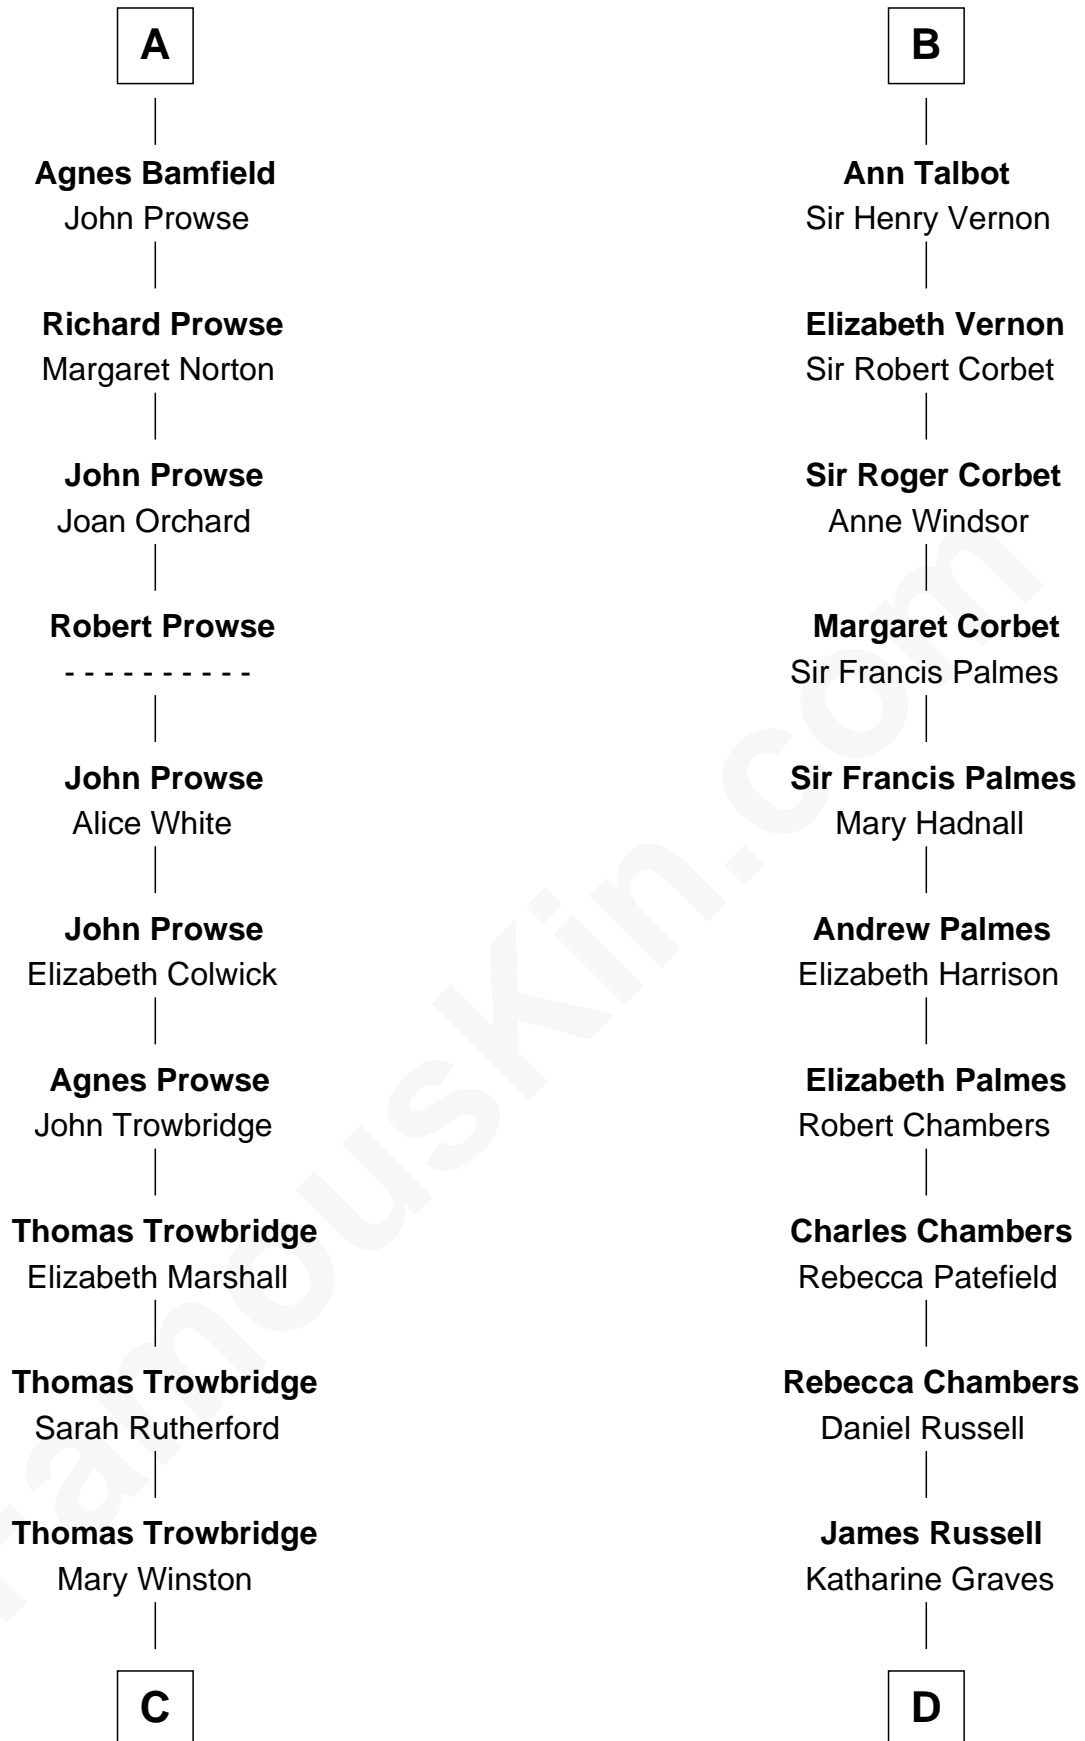 A
Agnes Bamfield
John Prowse
Richard Prowse
Margaret Norton
John Prowse
Joan Orchard
Robert Prowse
- - - - - - - - - -
John Prowse
Alice White
John Prowse
Elizabeth Colwick
Agnes Prowse
John Trowbridge
Thomas Trowbridge
Elizabeth Marshall
Thomas Trowbridge
Sarah Rutherford
Thomas Trowbridge
Mary Winston
C
B
Ann Talbot
Sir Henry Vernon
Elizabeth Vernon
Sir Robert Corbet
Sir Roger Corbet
Anne Windsor
Margaret Corbet
Sir Francis Palmes
Sir Francis Palmes
Mary Hadnall
Andrew Palmes
Elizabeth Harrison
Elizabeth Palmes
Robert Chambers
Charles Chambers
Rebecca Patefield
Rebecca Chambers
Daniel Russell
James Russell
Katharine Graves
D
FamousKin.com